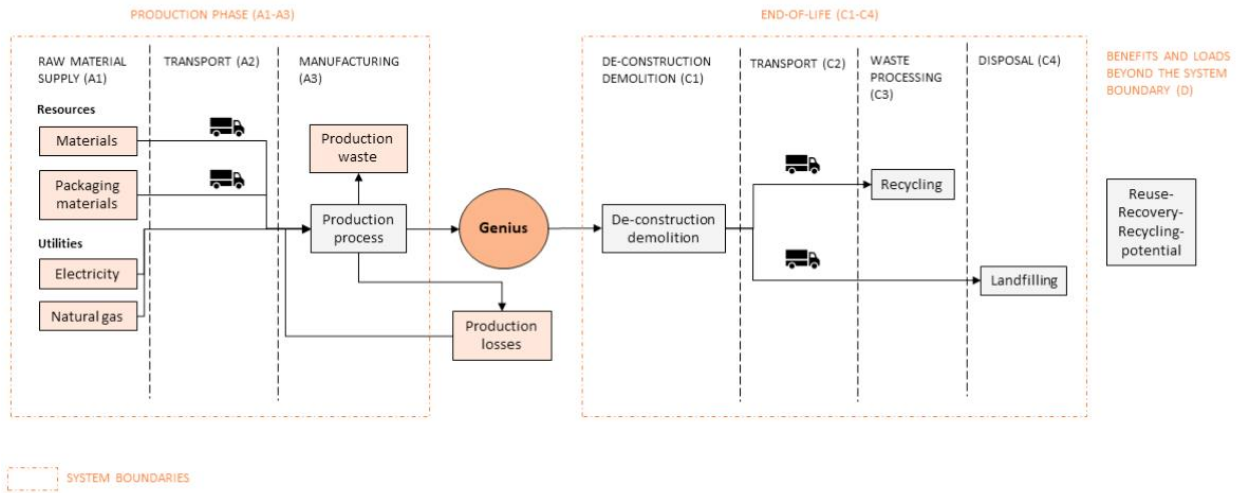 PRODUCTION PHASE (A1-A3)
END-OF-LIFE (C1-C4)
RAW MATERIAL
SUPPLY (A1)
TRANSPORT (A2)
MANUFACTURING
(A3)
DE-CONSTRUCTION
DEMOLITION (C1)
TRANSPORT (C2)
WASTE
PROCESSING
(C3)
DISPOSAL (C4)
BENEFITS AND LOADS
BEYOND THE SYSTEM
BOUNDARY (D)
Resources
Materials
Packaging
materials
Utilities
Electricity
Natural gas
Production
waste
Production
process
Genius
Production
losses
De-construction
demolition
Recycling
Landfilling
Reuse-
Recovery-
Recycling-
potential
SYSTEM BOUNDARIES